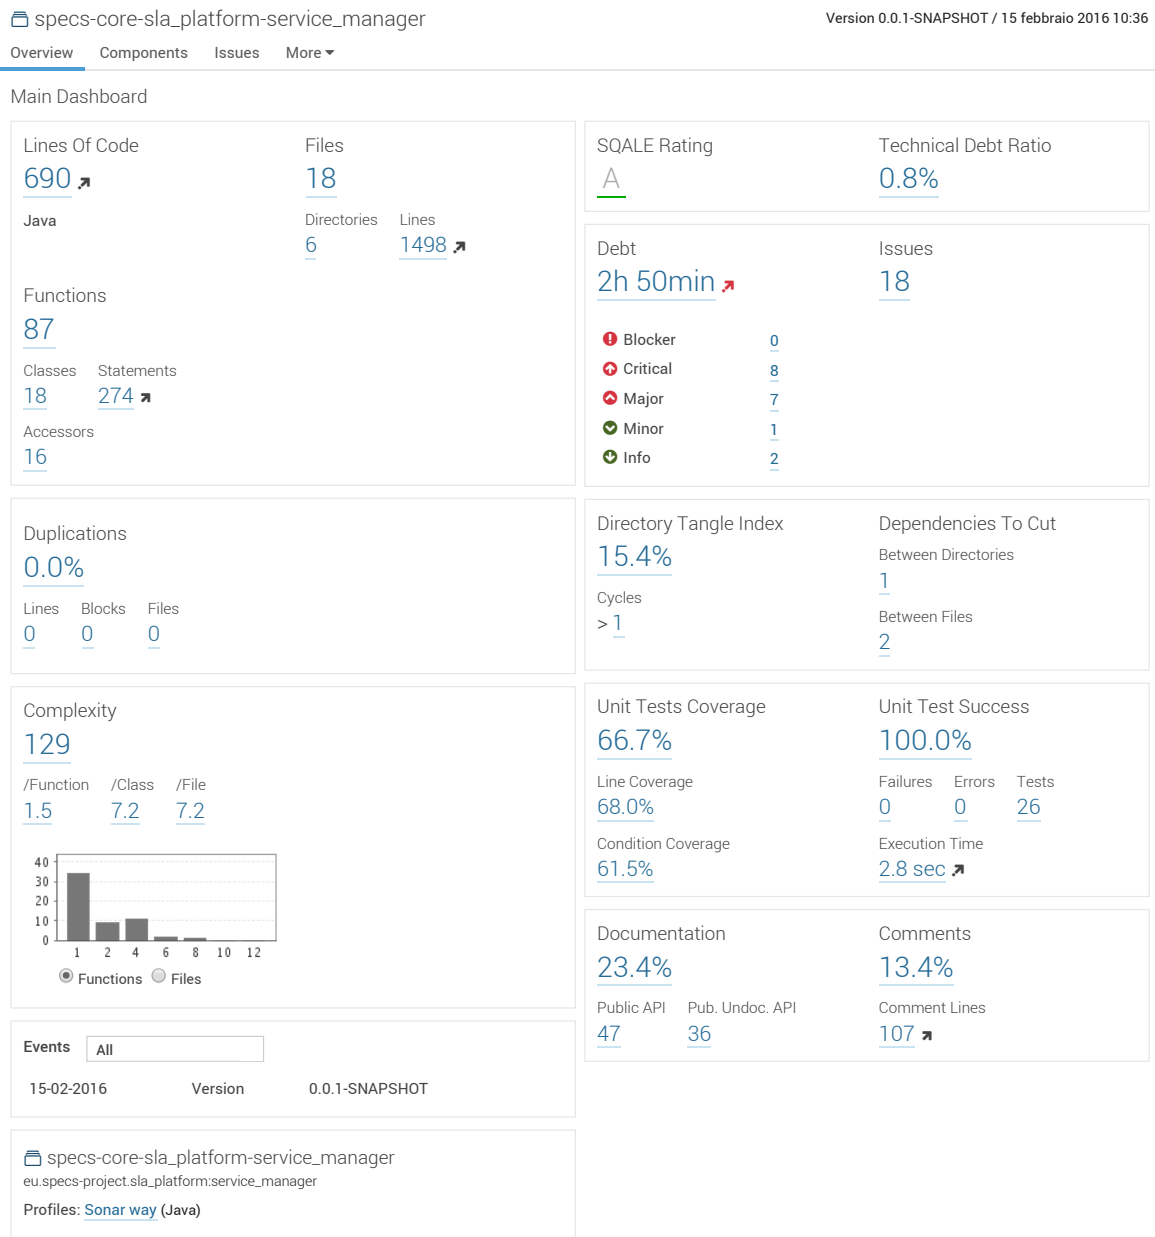 specs-core-sla_platform-service_manager
Version 0.0.1-SNAPSHOT / 15 febbraio 2016 10:36
Overview Components Issues More
Main Dashboard
Lines Of Code Files
690 18
Java
Directories Lines
6 1498
Functions
87
Classes Statements
18 274
Accessors
16
Duplications
0.0%
Lines Blocks Files
0 0 0
Complexity
129
/Function /Class /File
1.5 7.2 7.2
40
30
20
10
0
1 2 4 6 8 10 12
Functions Files
Events All
15-02-2016 Version 0.0.1-SNAPSHOT
specs-core-sla_platform-service_manager
eu.specs-project.sla_platform:service_manager
Profiles: Sonar way (Java)
SQALE Rating Technical Debt Ratio
A 0.8%
Debt Issues
2h 50min 18
Blocker 0
Critical 8
Major 7
Minor 1
Info 2
Directory Tangle Index Dependencies To Cut
15.4%
Between Directories
1
Cycles
> 1
Between Files
2
Unit Tests Coverage Unit Test Success
66.7% 100.0%
Line Coverage Failures Errors Tests
68.0% 0 0 26
Condition Coverage Execution Time
61.5% 2.8 sec
Documentation Comments
23.4% 13.4%
Public API Pub. Undoc. API Comment Lines
47 36 107